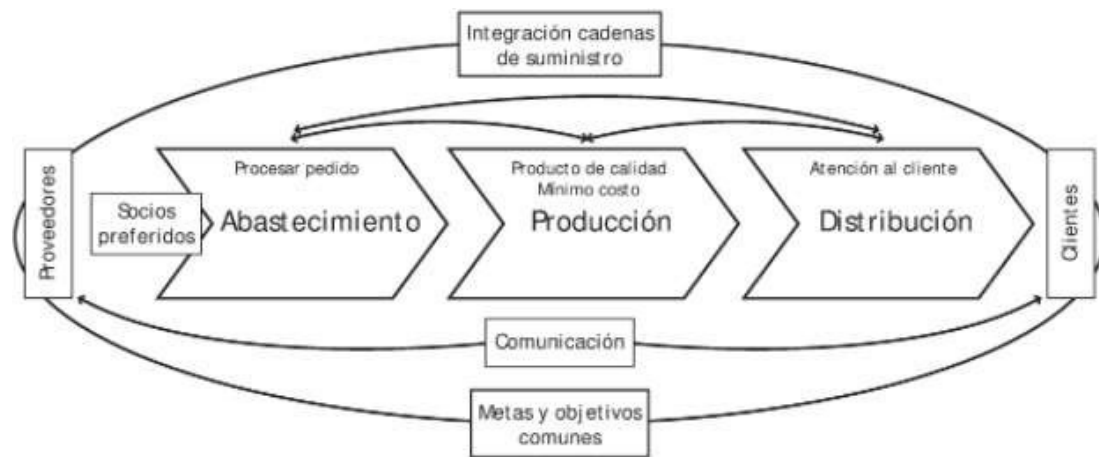 Integración cadenas
de suministro
Proveedores
Socios
preferidos
Procesar pedido
Abastecimiento
Producto de calidad
Mínimo costo
Producción
Atención al cliente
Distribución
Clientes
Comunicación
Metas y objetivos
comunes